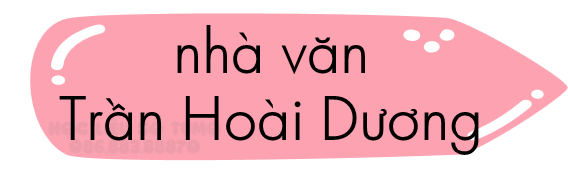 nhà văn
Trần Hoài Dương